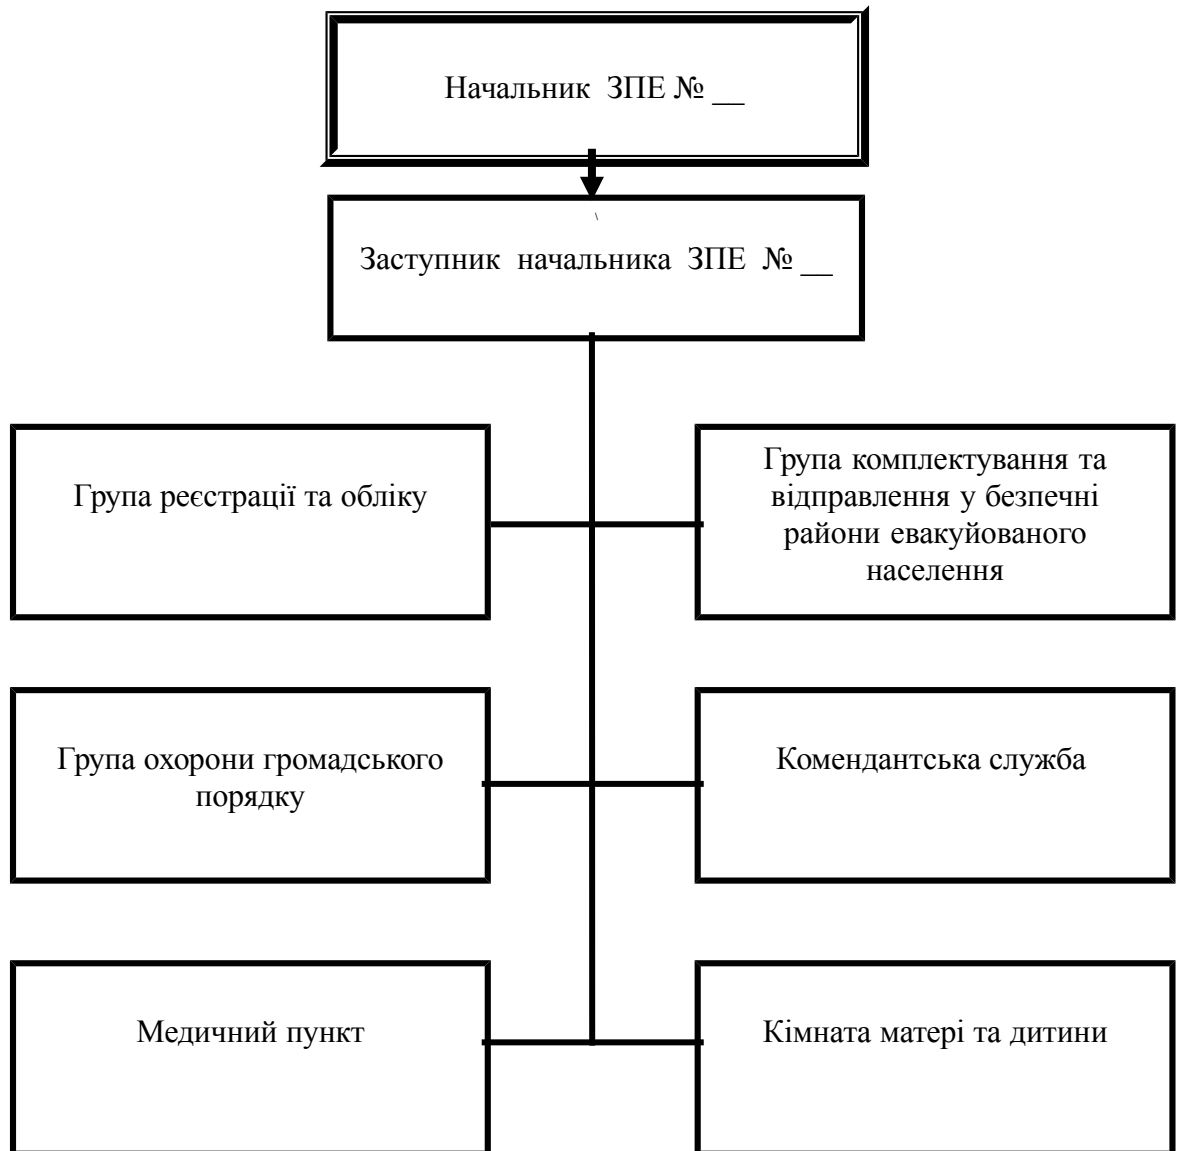 Начальник ЗПЕ № __
Заступник начальника ЗПЕ № __
Група реєстрації та обліку
Група комплектування та
відправлення у безпечні
райони евакуйованого
населення
Група охорони громадського
порядку
Комендантська служба
Медичний пункт
Кімната матері та дитини